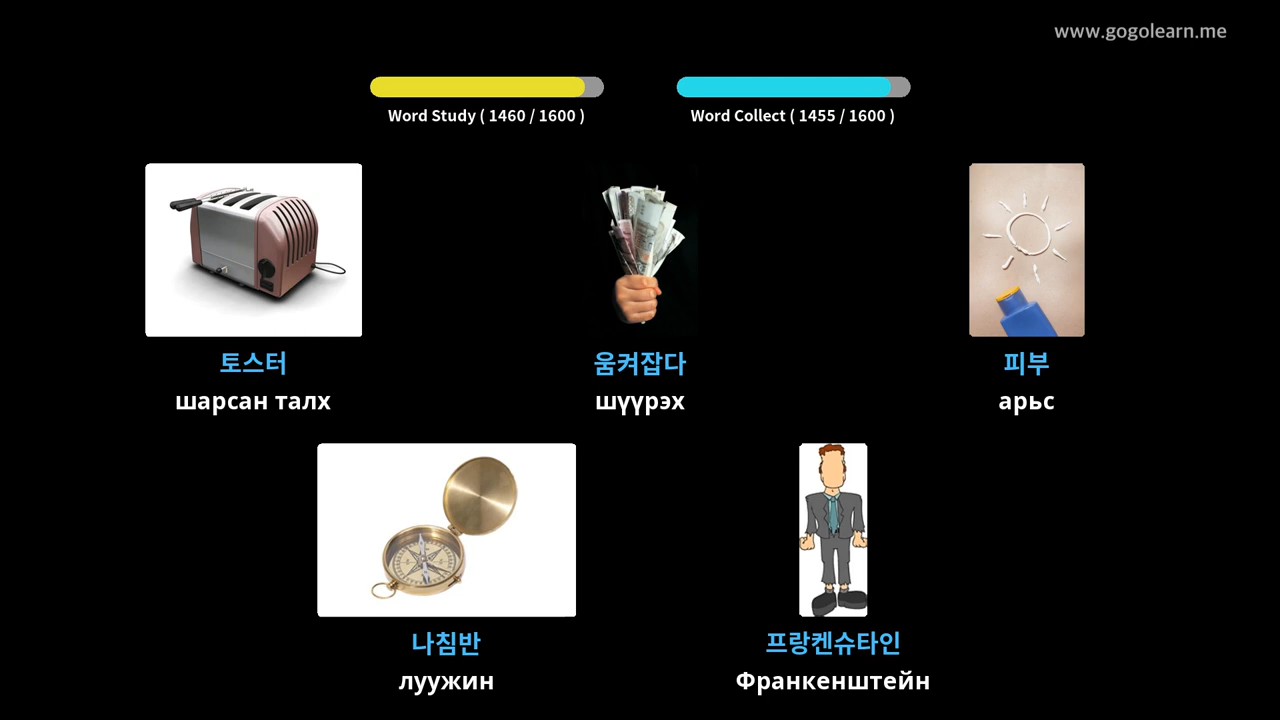 www.gogolearn.me
Word Study ( 1460 / 1600 )
Word Collect ( 1455 / 1600 )
토스터
шарсан талх
움켜잡다
шүүрэх
피부
арьс
나침반
луужин
프랑켄슈타인
Франкенштейн